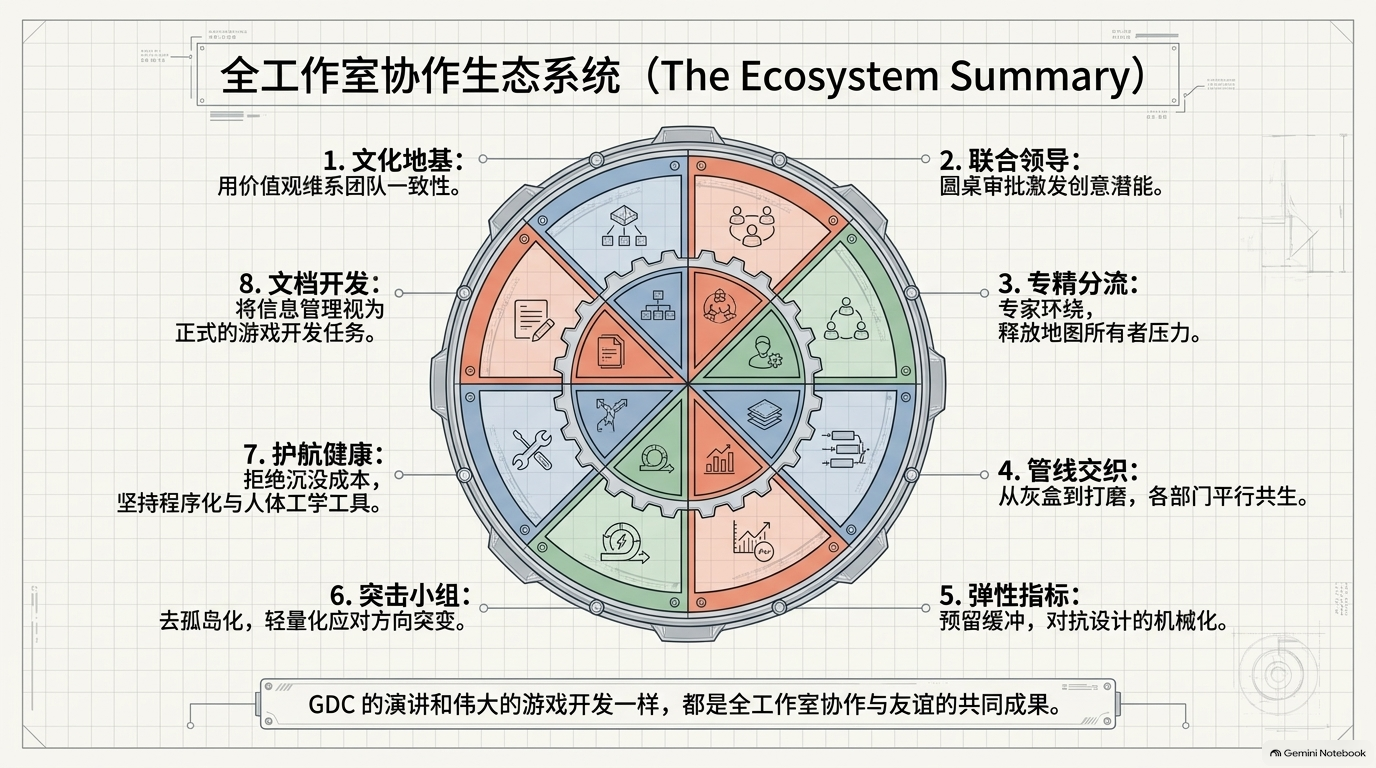 全工作室协作生态系统（The Ecosystem Summary）
1. 文化地基：
用价值观维系团队一致性。
2. 联合领导：
圆桌审批激发创意潜能。
8. 文档开发：
将信息管理视为
正式的游戏开发任务。
3. 专精分流：
专家环绕，
释放地图所有者压力。
7. 护航健康：
拒绝沉没成本，
坚持程序化与人体工学工具。
4. 管线交织：
从灰盒到打磨，各部门平行共生。
6. 突击小组：
去孤岛化，轻量化应对方向突变。
5. 弹性指标：
预留缓冲，对抗设计的机械化。
GDC 的演讲和伟大的游戏开发一样，都是全工作室协作与友谊的共同成果。
Gemini Notebook